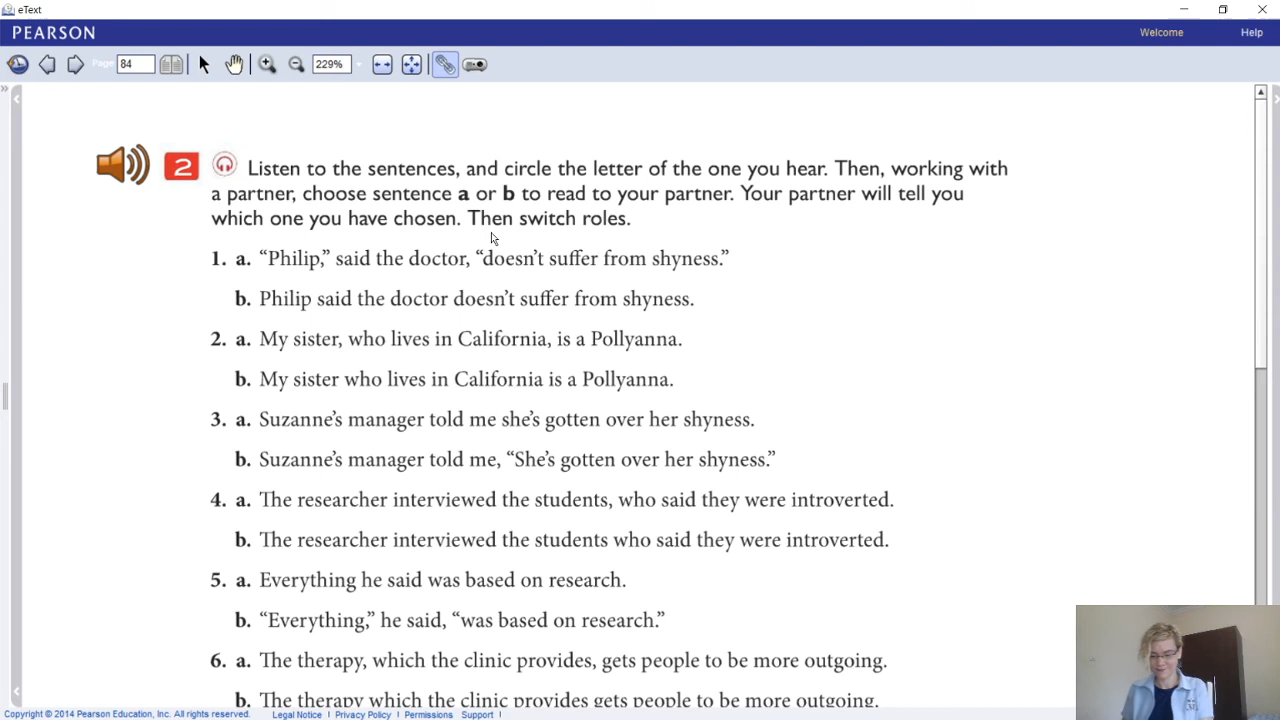 eText
PEARSON
Welcome
Help
Page 84
229%
2 Listen to the sentences, and circle the letter of the one you hear. Then, working with
a partner, choose sentence a or b to read to your partner. Your partner will tell you
which one you have chosen. Then switch roles.
1. a. “Philip,” said the doctor, “doesn’t suffer from shyness.”
b. Philip said the doctor doesn’t suffer from shyness.
2. a. My sister, who lives in California, is a Pollyanna.
b. My sister who lives in California is a Pollyanna.
3. a. Suzanne’s manager told me she’s gotten over her shyness.
b. Suzanne’s manager told me, “She’s gotten over her shyness.”
4. a. The researcher interviewed the students, who said they were introverted.
b. The researcher interviewed the students who said they were introverted.
5. a. Everything he said was based on research.
b. “Everything,” he said, “was based on research.”
6. a. The therapy, which the clinic provides, gets people to be more outgoing.
b. The therapy which the clinic provides gets people to be more outgoing.
Copyright © 2014 Pearson Education, Inc. All rights reserved. Legal Notice | Privacy Policy | Permissions Support |